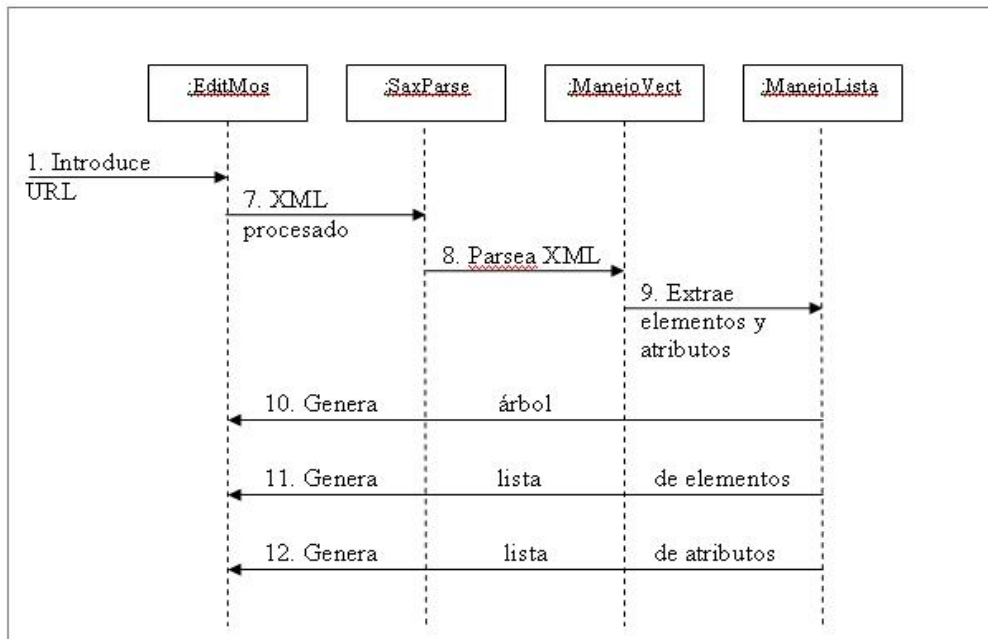 :EditMos
:SaxParse
:ManejoVect
:ManejoLista
1. Introduce
URL
7. XML
procesado
8. Parsea XML
9. Extrae
elementos y
atributos
10. Genera árbol
11. Genera lista de elementos
12. Genera lista de atributos